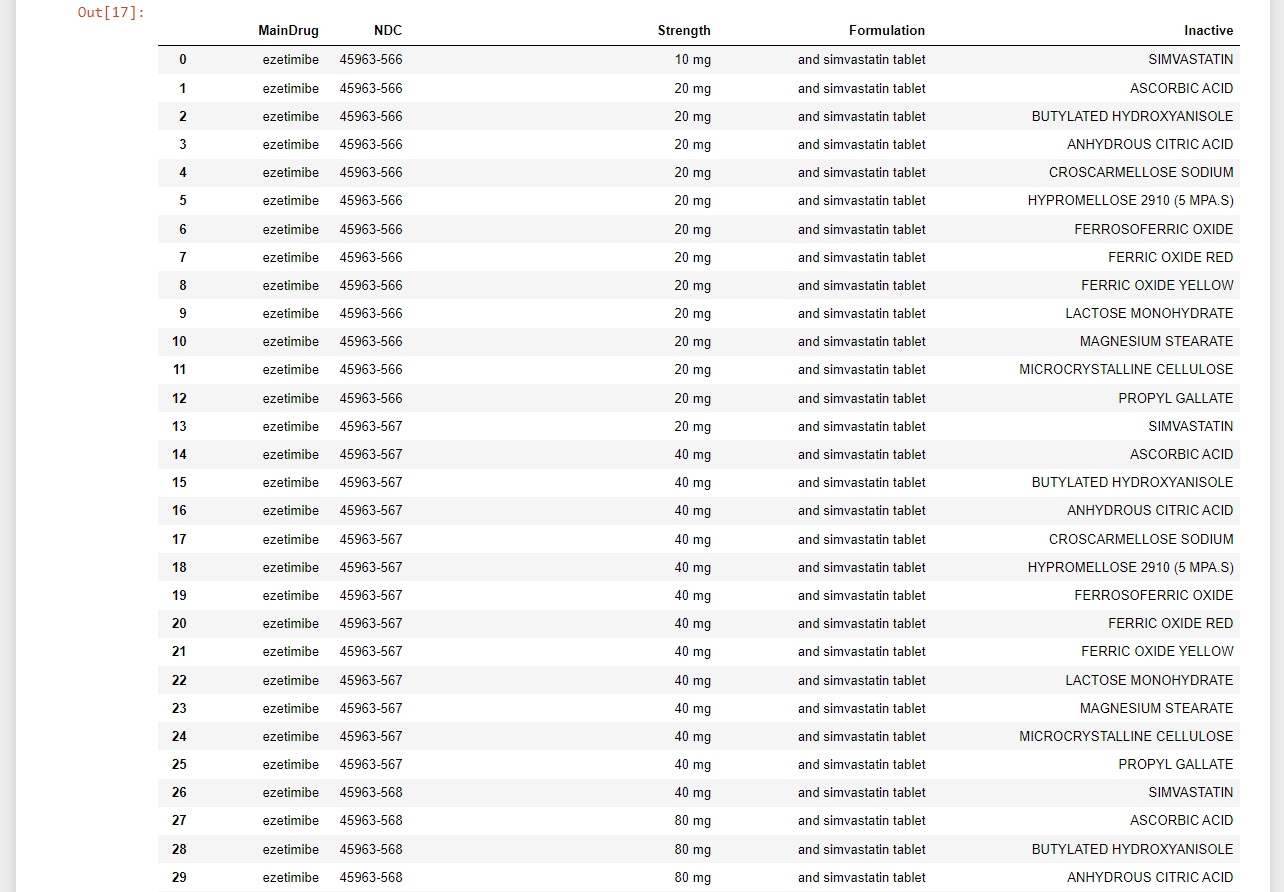 Out[17]:
MainDrug NDC Strength Formulation Inactive
0 ezetimibe 45963-566 10 mg and simvastatin tablet SIMVASTATIN
1 ezetimibe 45963-566 20 mg and simvastatin tablet ASCORBIC ACID
2 ezetimibe 45963-566 20 mg and simvastatin tablet BUTYLATED HYDROXYANISOLE
3 ezetimibe 45963-566 20 mg and simvastatin tablet ANHYDROUS CITRIC ACID
4 ezetimibe 45963-566 20 mg and simvastatin tablet CROSCARMELLOSE SODIUM
5 ezetimibe 45963-566 20 mg and simvastatin tablet HYPROMELLOSE 2910 (5 MPA.S)
6 ezetimibe 45963-566 20 mg and simvastatin tablet FERROSOFERRIC OXIDE
7 ezetimibe 45963-566 20 mg and simvastatin tablet FERRIC OXIDE RED
8 ezetimibe 45963-566 20 mg and simvastatin tablet FERRIC OXIDE YELLOW
9 ezetimibe 45963-566 20 mg and simvastatin tablet LACTOSE MONOHYDRATE
10 ezetimibe 45963-566 20 mg and simvastatin tablet MAGNESIUM STEARATE
11 ezetimibe 45963-566 20 mg and simvastatin tablet MICROCRYSTALLINE CELLULOSE
12 ezetimibe 45963-566 20 mg and simvastatin tablet PROPYL GALLATE
13 ezetimibe 45963-567 20 mg and simvastatin tablet SIMVASTATIN
14 ezetimibe 45963-567 40 mg and simvastatin tablet ASCORBIC ACID
15 ezetimibe 45963-567 40 mg and simvastatin tablet BUTYLATED HYDROXYANISOLE
16 ezetimibe 45963-567 40 mg and simvastatin tablet ANHYDROUS CITRIC ACID
17 ezetimibe 45963-567 40 mg and simvastatin tablet CROSCARMELLOSE SODIUM
18 ezetimibe 45963-567 40 mg and simvastatin tablet HYPROMELLOSE 2910 (5 MPA.S)
19 ezetimibe 45963-567 40 mg and simvastatin tablet FERROSOFERRIC OXIDE
20 ezetimibe 45963-567 40 mg and simvastatin tablet FERRIC OXIDE RED
21 ezetimibe 45963-567 40 mg and simvastatin tablet FERRIC OXIDE YELLOW
22 ezetimibe 45963-567 40 mg and simvastatin tablet LACTOSE MONOHYDRATE
23 ezetimibe 45963-567 40 mg and simvastatin tablet MAGNESIUM STEARATE
24 ezetimibe 45963-567 40 mg and simvastatin tablet MICROCRYSTALLINE CELLULOSE
25 ezetimibe 45963-567 40 mg and simvastatin tablet PROPYL GALLATE
26 ezetimibe 45963-568 40 mg and simvastatin tablet SIMVASTATIN
27 ezetimibe 45963-568 80 mg and simvastatin tablet ASCORBIC ACID
28 ezetimibe 45963-568 80 mg and simvastatin tablet BUTYLATED HYDROXYANISOLE
29 ezetimibe 45963-568 80 mg and simvastatin tablet ANHYDROUS CITRIC ACID